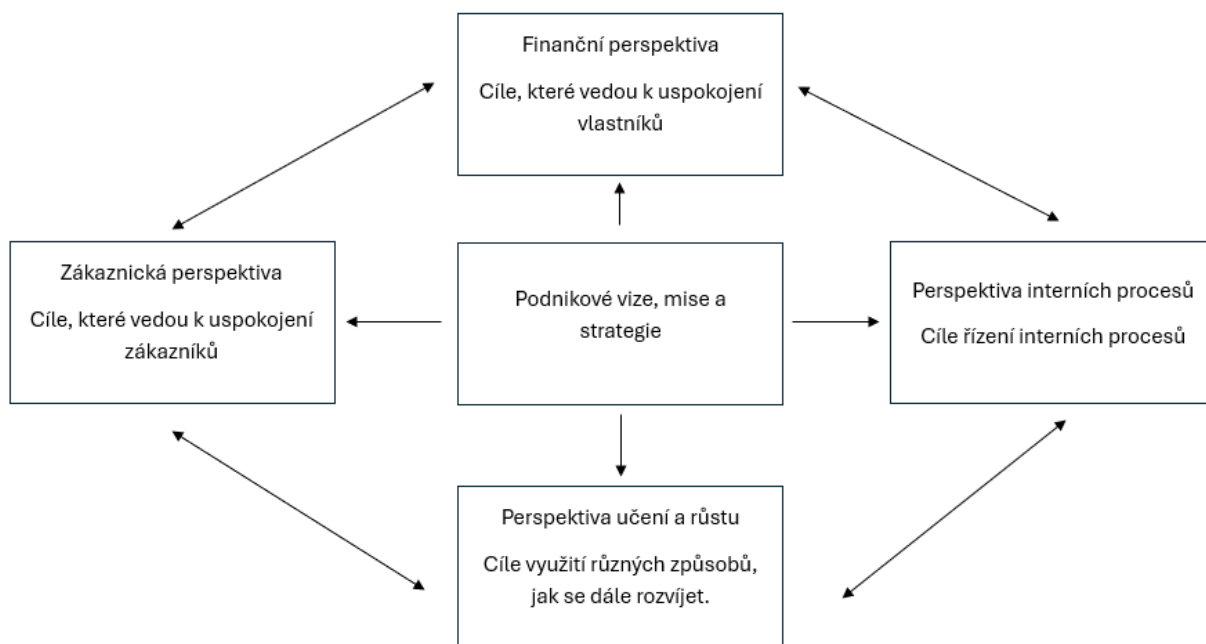 Finanční perspektiva
Cíle, které vedou k uspokojení
vlastníků
Zákaznická perspektiva
Cíle, které vedou k uspokojení
zákazníků
Podnikové vize, mise a
strategie
Perspektiva interních procesů
Cíle řízení interních procesů
Perspektiva učení a růstu
Cíle využití různých způsobů,
jak se dále rozvíjet.